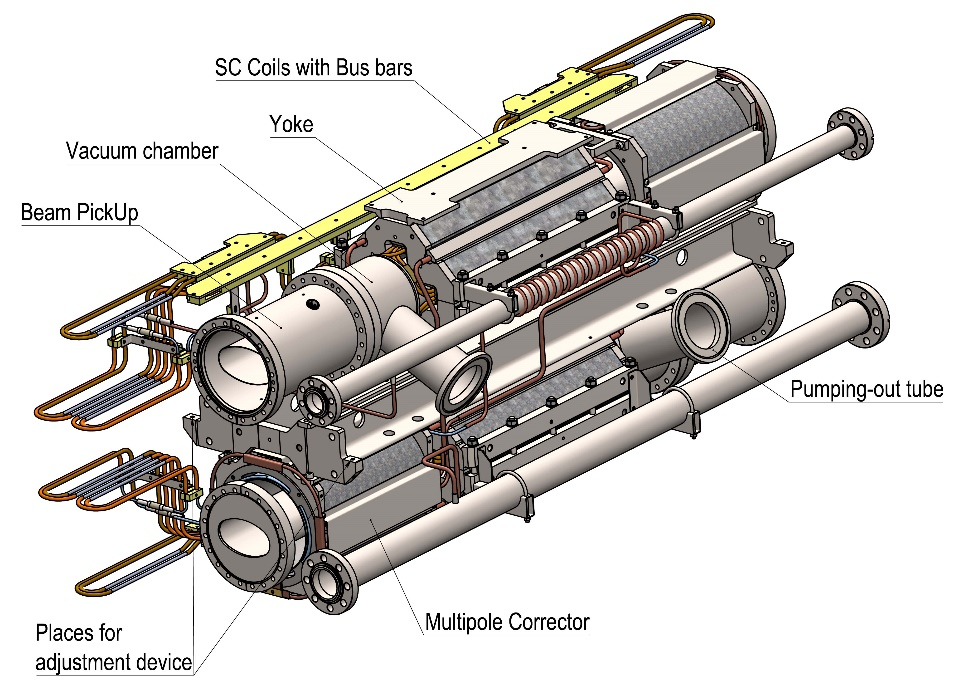 SC Coils with Bus bars
Yoke
Vacuum chamber
Beam PickUp
Pumping-out tube
Multipole Corrector
Places for
adjustment device